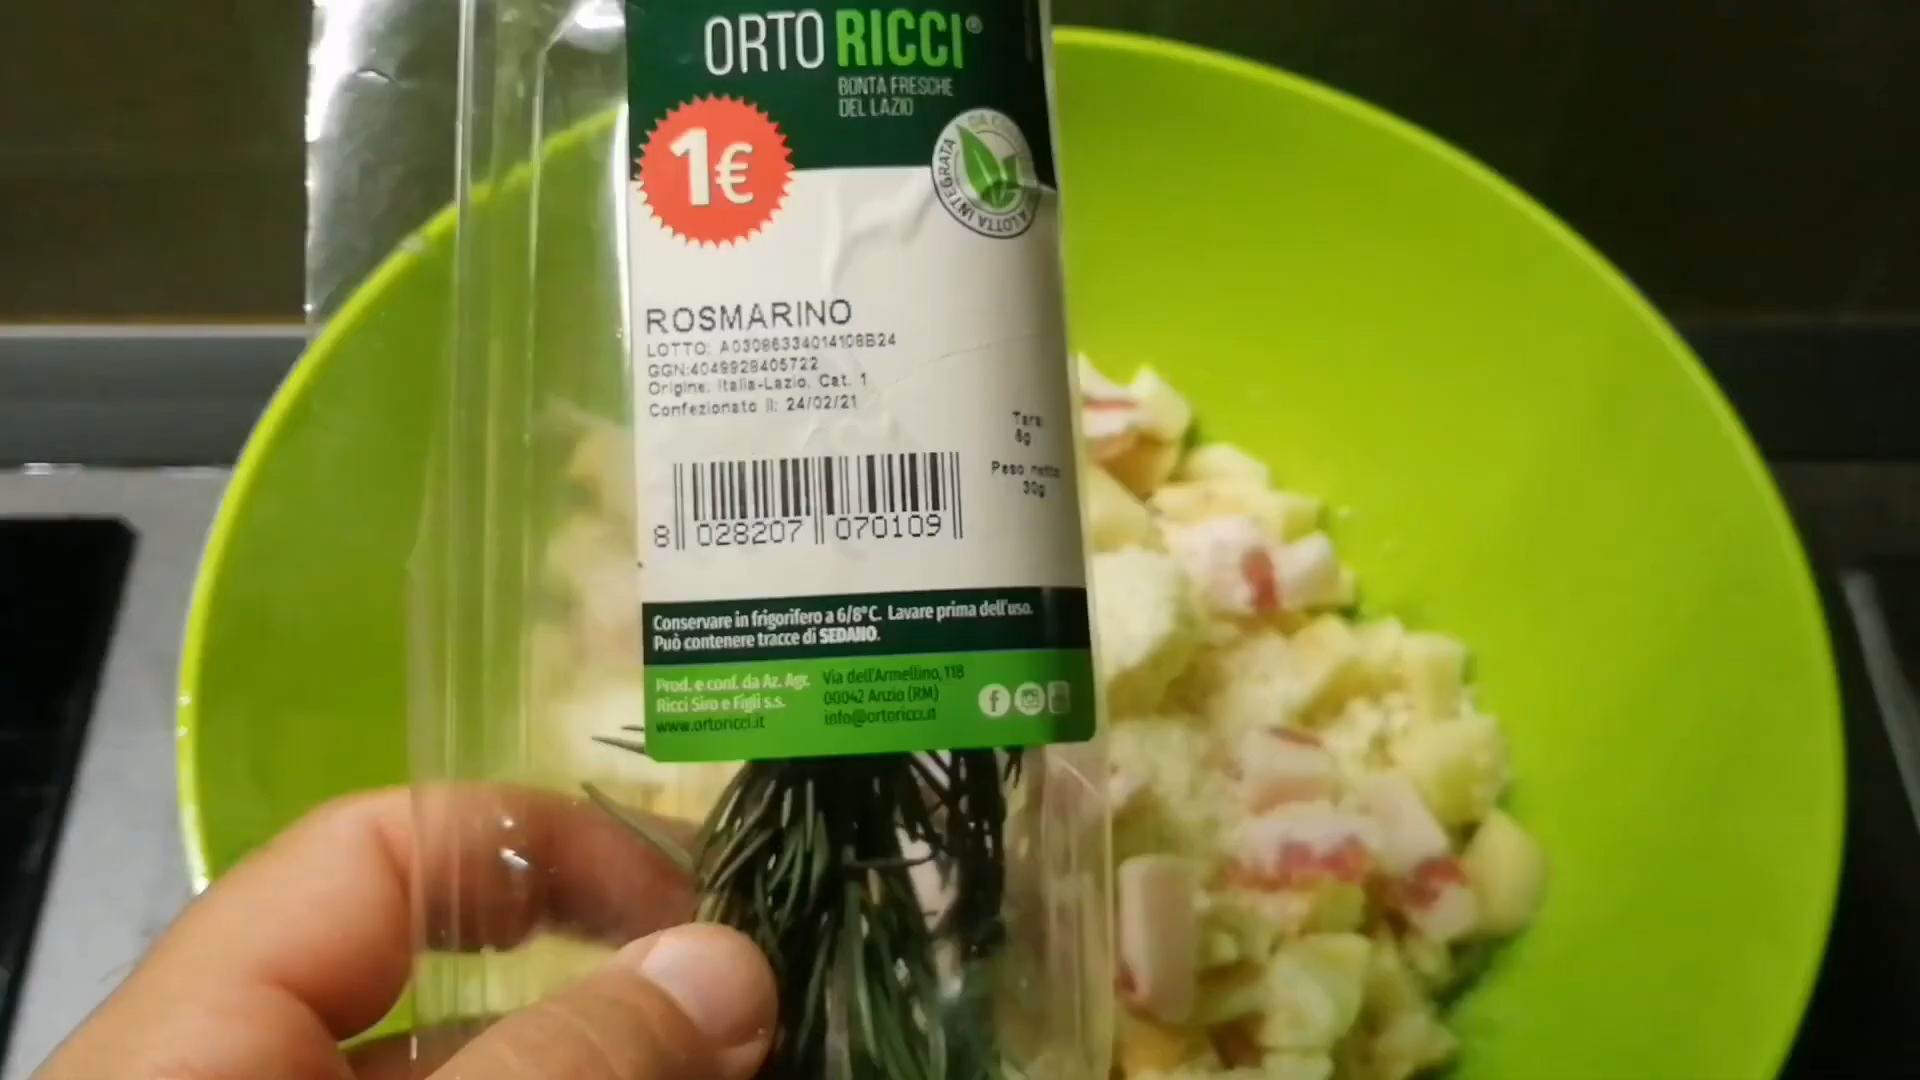 ORTO RICCI®
BONTA FRESCHE
DEL LAZIO
1€
LOTTA INTEGRATA
ROSMARINO
LOTTO: A03086334014108B24
GGN:4049928405722
Origine: Italia-Lazio, Cat. 1
Confezionato Il: 24/02/21
Tara:
6g
Peso netto
30g
8 028207 070109
Conservare in frigorifero a 6/8°C. Lavare prima dell'uso.
Può contenere tracce di SEDANO.
Prod. e conf. da Az. Agr.
Ricci Siro e Figli s.s.
www.ortoricci.it
Via dell'Armellino, 118
00042 Anzio (RM)
info@ortoricci.it